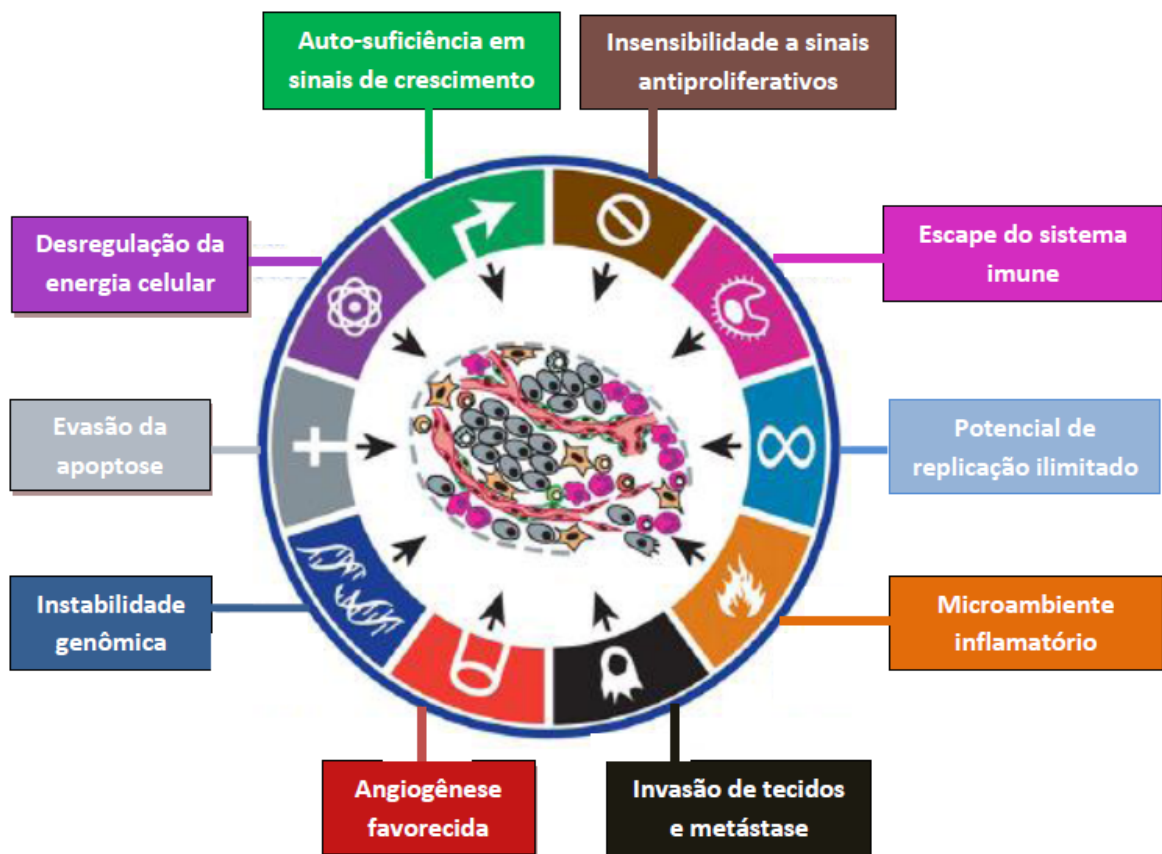 Auto-suficiência em
sinais de crescimento
Insensibilidade a sinais
antiproliferativos
Desregulação da
energia celular
Escape do sistema
imune
Evasão da
apoptose
Potencial de
replicação ilimitado
Instabilidade
genômica
Microambiente
inflamatório
Angiogênese
favorecida
Invasão de tecidos
e metástase